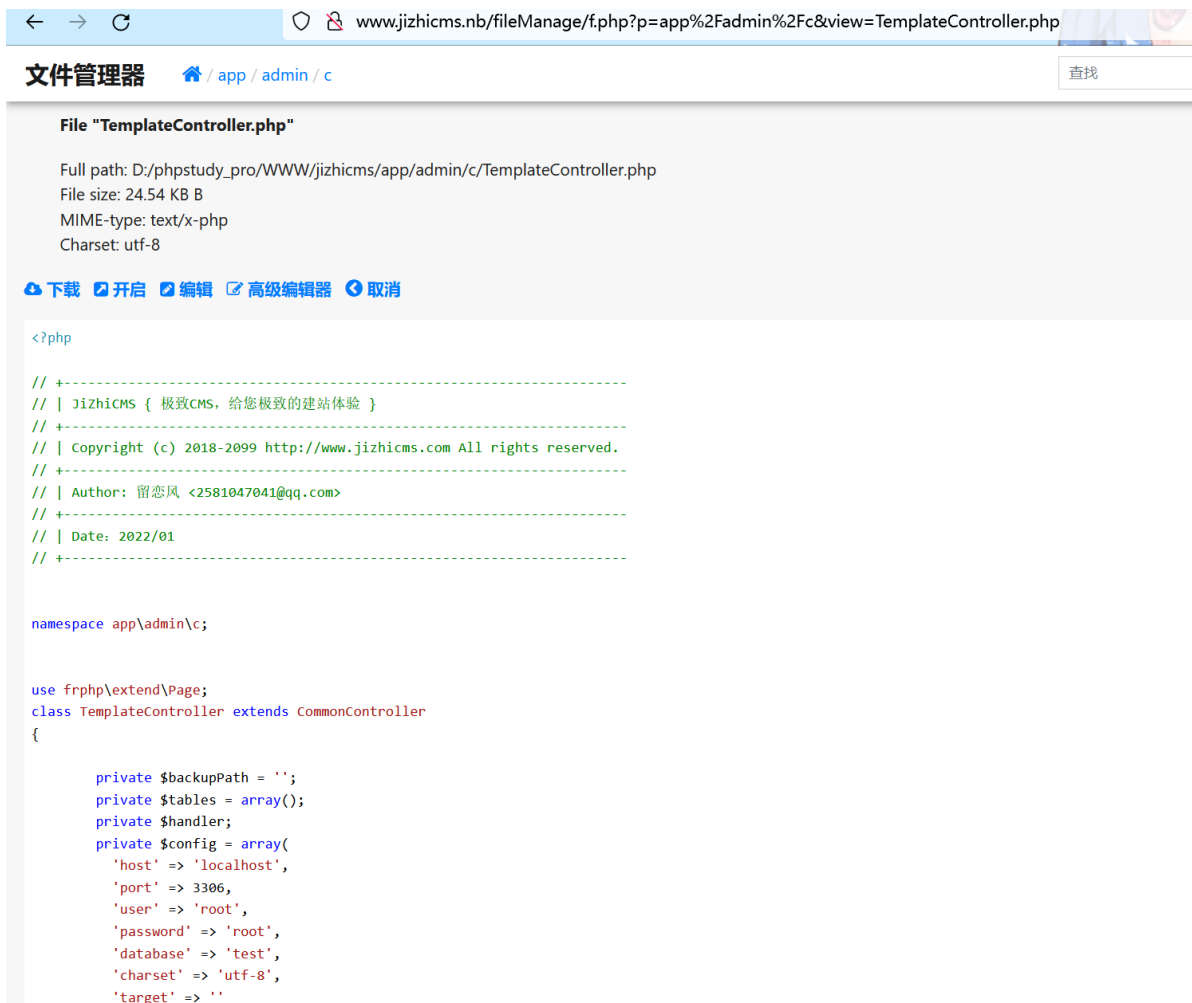 www.jizhicms.nb/fileManage/f.php?p=app%2Fadmin%2Fc&view=TemplateController.php
文件管理器 / app / admin / c 查找
File "TemplateController.php"
Full path: D:/phpstudy_pro/WWW/jizhicms/app/admin/c/TemplateController.php
File size: 24.54 KB B
MIME-type: text/x-php
Charset: utf-8
下载 开启 编辑 高级编辑器 取消
<?php
// +----------------------------------------------------------------------
// | JiZhiCMS { 极致CMS，给您极致的建站体验 }
// +----------------------------------------------------------------------
// | Copyright (c) 2018-2099 http://www.jizhicms.com All rights reserved.
// +----------------------------------------------------------------------
// | Author: 留恋风 <2581047041@qq.com>
// +----------------------------------------------------------------------
// | Date：2022/01
// +----------------------------------------------------------------------
namespace app\admin\c;
use frphp\extend\Page;
class TemplateController extends CommonController
{
private $backupPath = '';
private $tables = array();
private $handler;
private $config = array(
'host' => 'localhost',
'port' => 3306,
'user' => 'root',
'password' => 'root',
'database' => 'test',
'charset' => 'utf-8',
'target' => ''